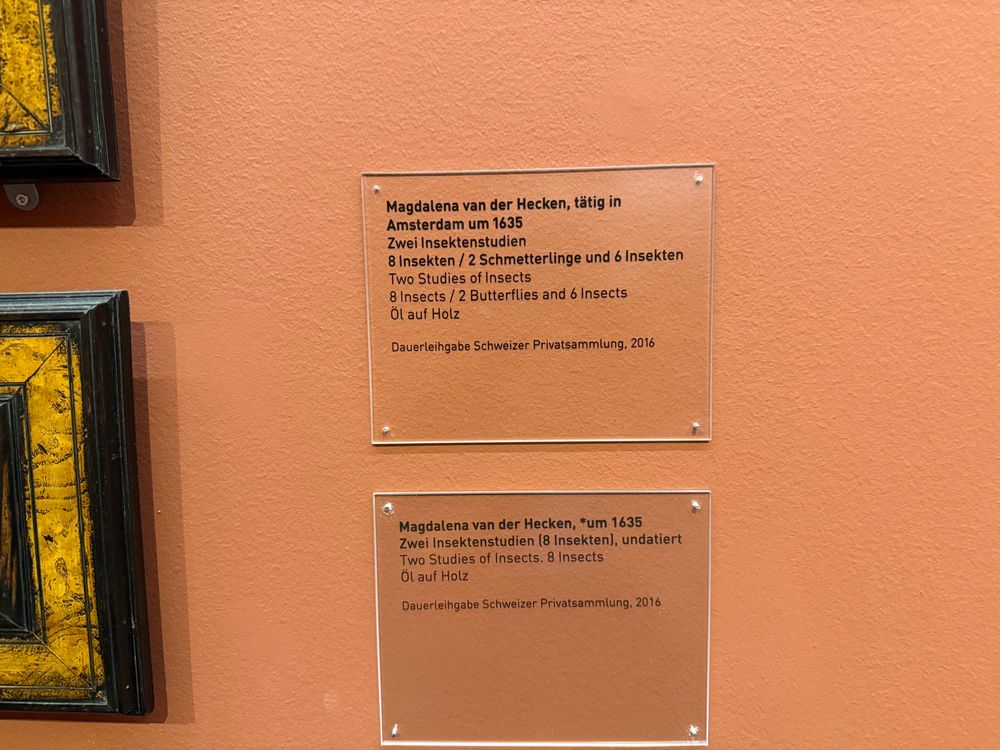 Magdalena van der Hecken, tätig in
Amsterdam um 1635
Zwei Insektenstudien
8 Insekten / 2 Schmetterlinge und 6 Insekten
Two Studies of Insects
8 Insects / 2 Butterflies and 6 Insects
Öl auf Holz
Dauerleihgabe Schweizer Privatsammlung, 2016
Magdalena van der Hecken, *um 1635
Zwei Insektenstudien (8 Insekten), undatiert
Two Studies of Insects. 8 Insects
Öl auf Holz
Dauerleihgabe Schweizer Privatsammlung, 2016